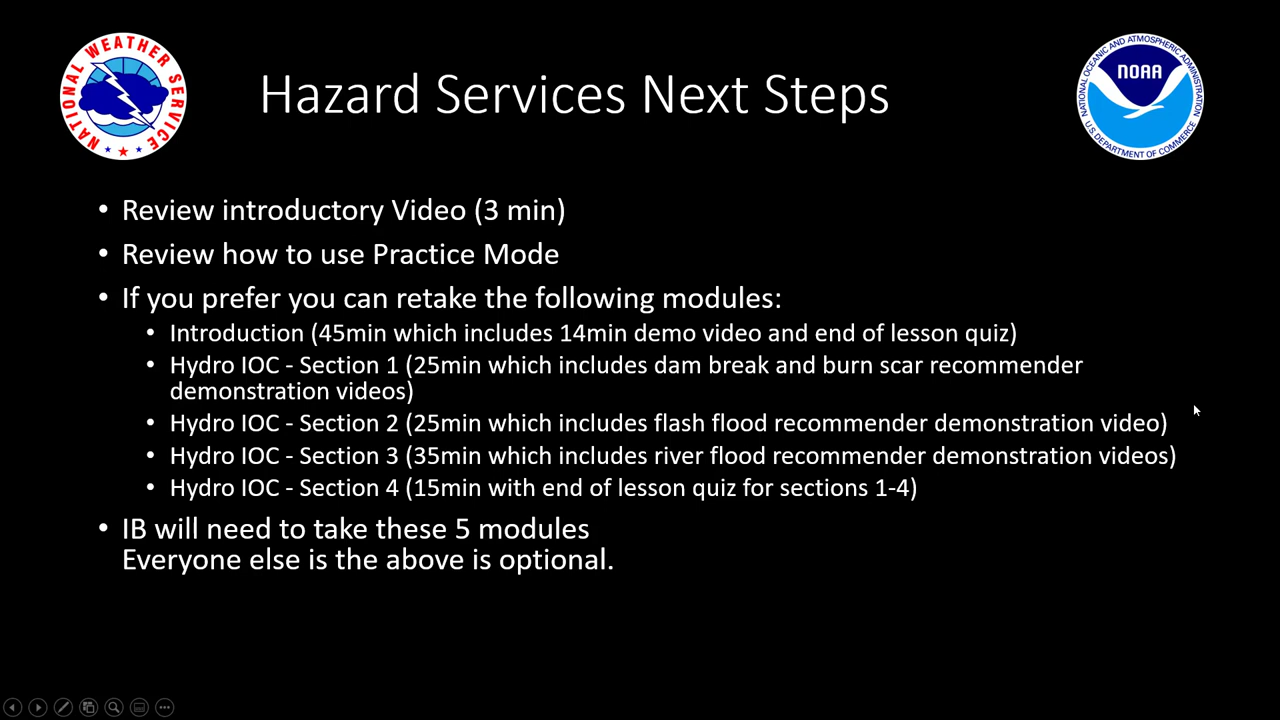 NATIONAL WEATHER SERVICE
Hazard Services Next Steps
NATIONAL OCEANIC AND ATMOSPHERIC ADMINISTRATION
NOAA
U.S. DEPARTMENT OF COMMERCE
• Review introductory Video (3 min)
• Review how to use Practice Mode
• If you prefer you can retake the following modules:
• Introduction (45min which includes 14min demo video and end of lesson quiz)
• Hydro IOC - Section 1 (25min which includes dam break and burn scar recommender
demonstration videos)
• Hydro IOC - Section 2 (25min which includes flash flood recommender demonstration video)
• Hydro IOC - Section 3 (35min which includes river flood recommender demonstration videos)
• Hydro IOC - Section 4 (15min with end of lesson quiz for sections 1-4)
• IB will need to take these 5 modules
Everyone else is the above is optional.